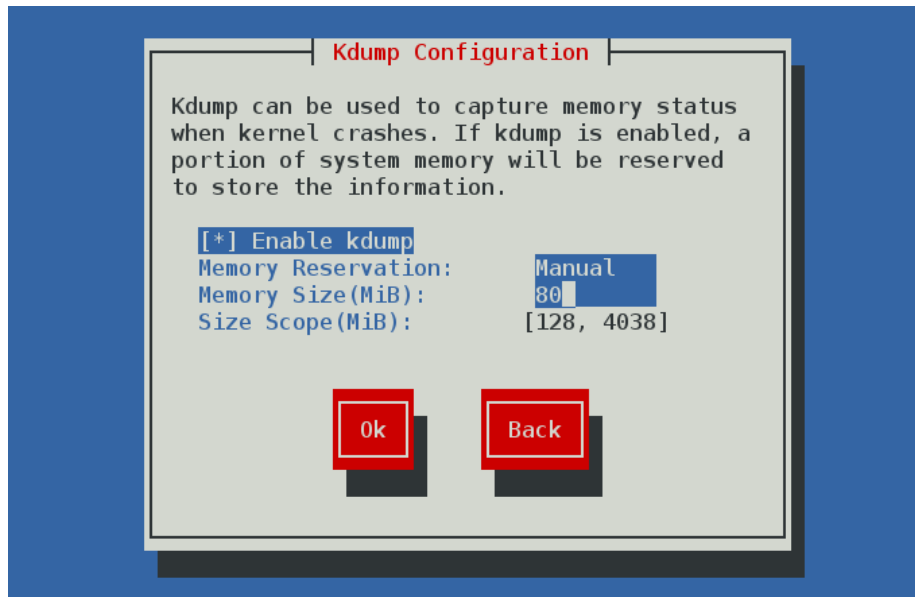 Kdump Configuration
Kdump can be used to capture memory status
when kernel crashes. If kdump is enabled, a
portion of system memory will be reserved
to store the information.
[*] Enable kdump
Memory Reservation: Manual
Memory Size(MiB): 80
Size Scope(MiB): [128, 4038]
Ok Back